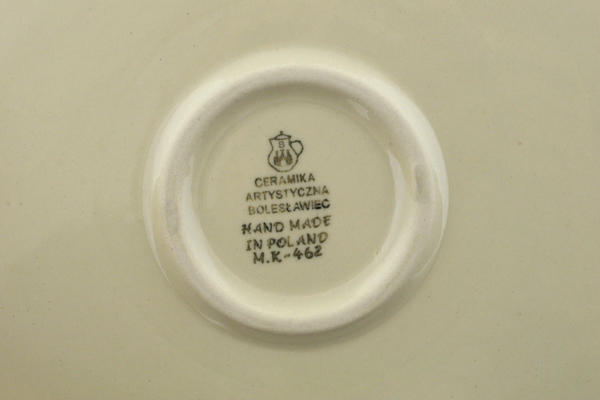 B
CERAMIKA
ARTYSTYCZNA
BOLESŁAWIEC
HAND MADE
IN POLAND
M.K-462